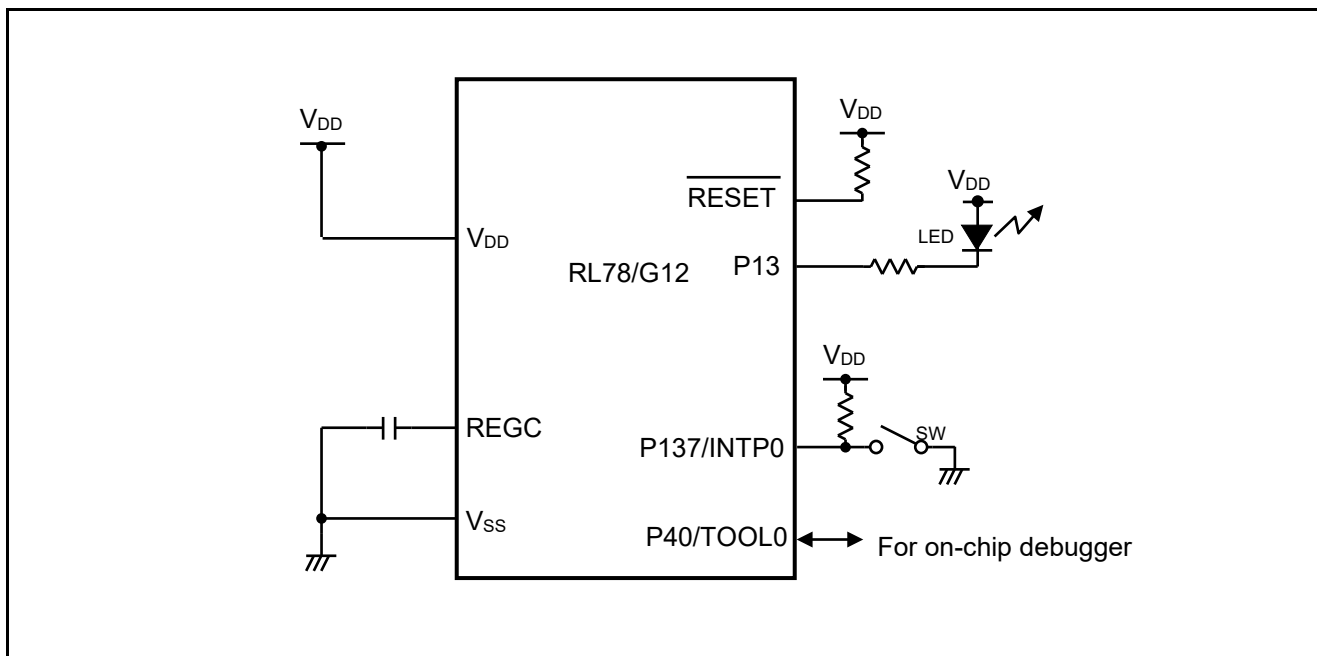 VDD
VDD
RESET
VDD
LED
VDD
RL78/G12
P13
VDD
REGC
SW
P137/INTP0
VSS
P40/TOOL0
For on-chip debugger